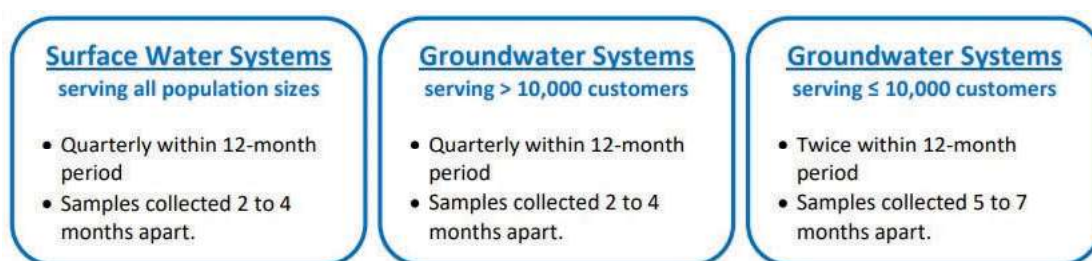 Surface Water Systems
serving all population sizes
• Quarterly within 12-month
period
• Samples collected 2 to 4
months apart.
Groundwater Systems
serving > 10,000 customers
• Quarterly within 12-month
period
• Samples collected 2 to 4
months apart.
Groundwater Systems
serving ≤ 10,000 customers
• Twice within 12-month
period
• Samples collected 5 to 7
months apart.